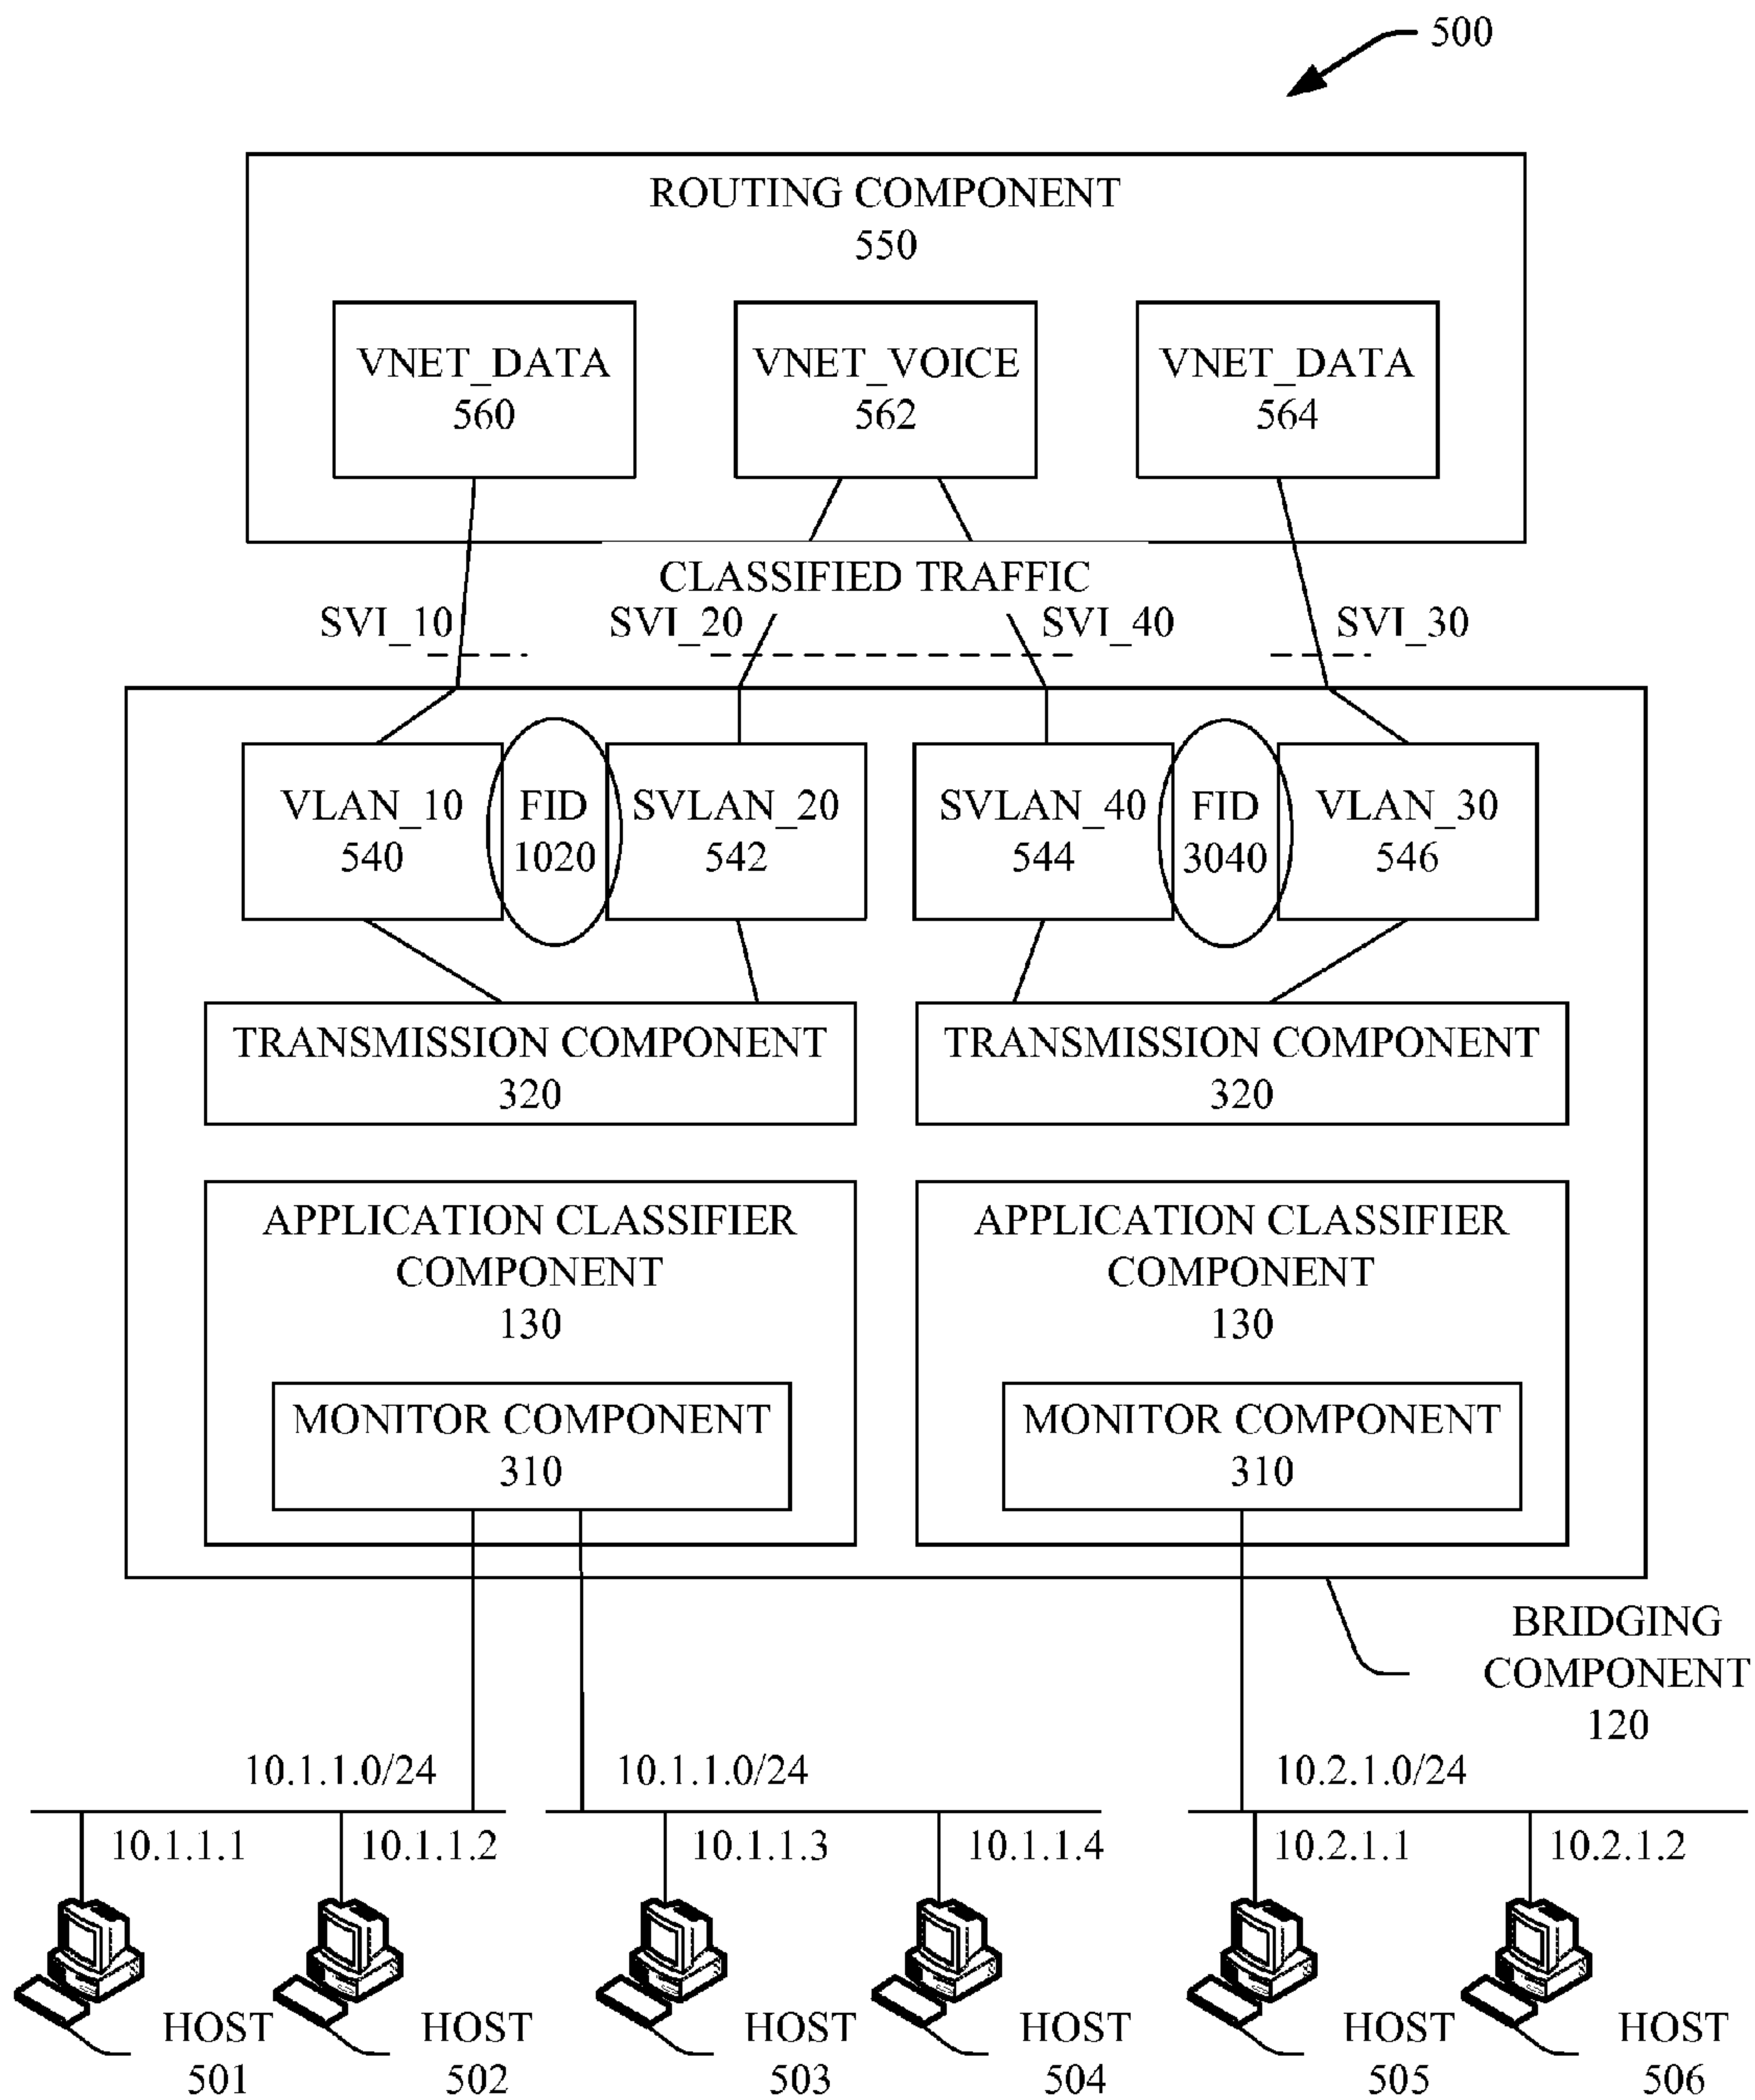 500
ROUTING COMPONENT
550
VNET_DATA
560
VNET_VOICE
562
VNET_DATA
564
CLASSIFIED TRAFFIC
SVI_10
SVI_20
SVI_40
SVI_30
VLAN_10
540
FID
1020
SVLAN_20
542
SVLAN_40
544
FID
3040
VLAN_30
546
TRANSMISSION COMPONENT
320
TRANSMISSION COMPONENT
320
APPLICATION CLASSIFIER
COMPONENT
130
APPLICATION CLASSIFIER
COMPONENT
130
MONITOR COMPONENT
310
MONITOR COMPONENT
310
BRIDGING
COMPONENT
120
10.1.1.0/24
10.1.1.0/24
10.2.1.0/24
10.1.1.1
10.1.1.2
10.1.1.3
10.1.1.4
10.2.1.1
10.2.1.2
HOST
501
HOST
502
HOST
503
HOST
504
HOST
505
HOST
506